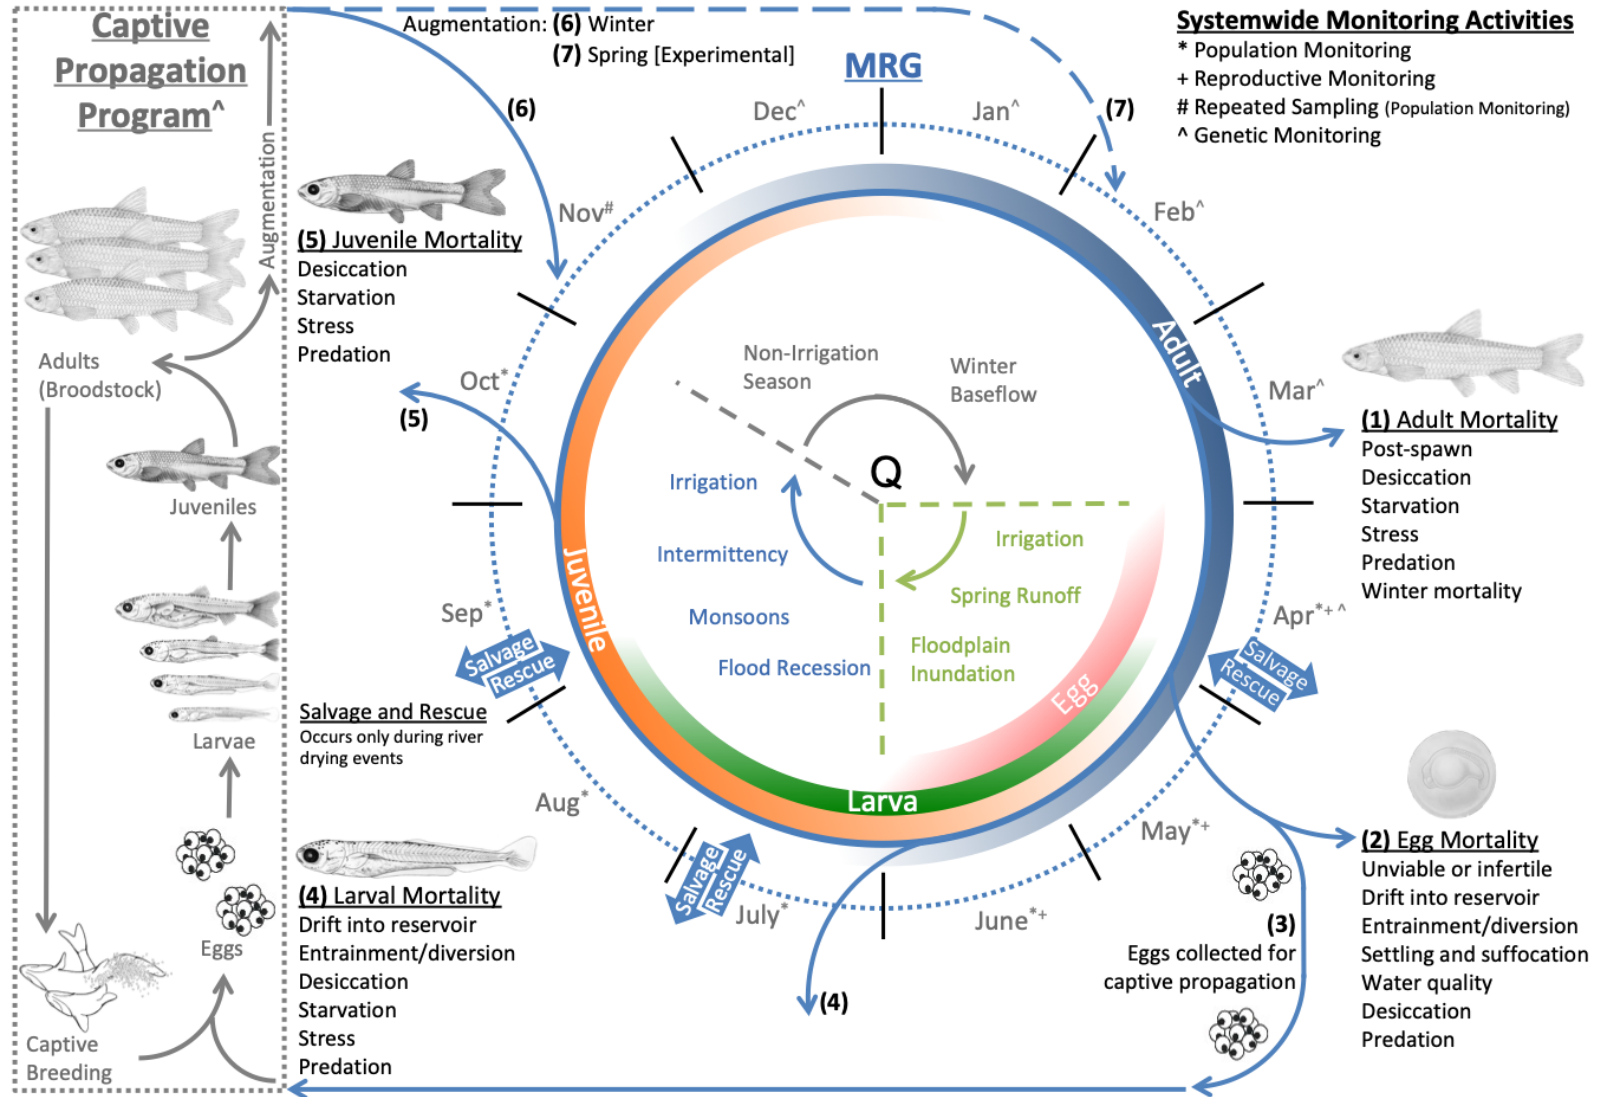 Captive
Propagation
Program^
Augmentation
Adults
(Broodstock)
Juveniles
Larvae
Eggs
Captive
Breeding
Augmentation: (6) Winter
(7) Spring [Experimental]
MRG
Systemwide Monitoring Activities
* Population Monitoring
+ Reproductive Monitoring
# Repeated Sampling (Population Monitoring)
^ Genetic Monitoring
(6)
(7)
Dec^
Jan^
Nov#
Feb^
Oct*
Mar^
Sep*
Apr*+ ^
Aug*
May*+
July*
June*+
(5) Juvenile Mortality
Desiccation
Starvation
Stress
Predation
(5)
Non-Irrigation
Season
Winter
Baseflow
Q
Irrigation
Intermittency
Monsoons
Flood Recession
Irrigation
Spring Runoff
Floodplain
Inundation
Adult
Juvenile
Egg
Larva
(1) Adult Mortality
Post-spawn
Desiccation
Starvation
Stress
Predation
Winter mortality
Salvage
Rescue
Salvage
Rescue
Salvage
Rescue
Salvage and Rescue
Occurs only during river
drying events
(4) Larval Mortality
Drift into reservoir
Entrainment/diversion
Desiccation
Starvation
Stress
Predation
(4)
(3)
Eggs collected for
captive propagation
(2) Egg Mortality
Unviable or infertile
Drift into reservoir
Entrainment/diversion
Settling and suffocation
Water quality
Desiccation
Predation